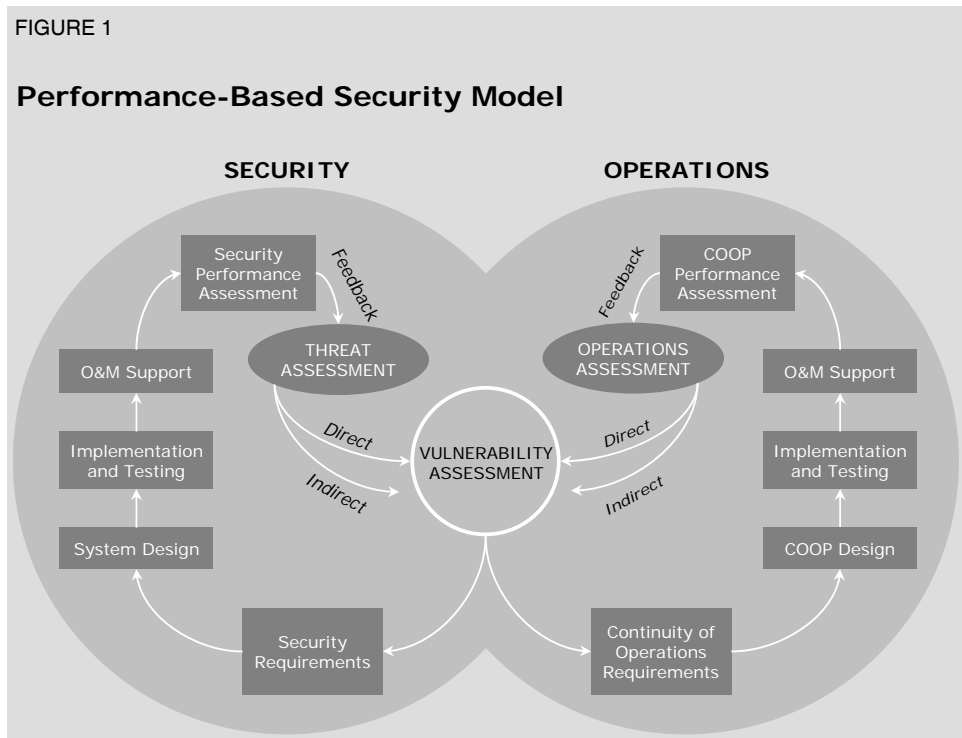 FIGURE 1
Performance-Based Security Model
SECURITY
OPERATIONS
Security
Performance
Assessment
Feedback
THREAT
ASSESSMENT
O&M Support
Implementation
and Testing
System Design
Security
Requirements
Direct
Indirect
VULNERABILITY
ASSESSMENT
COOP
Performance
Assessment
Feedback
OPERATIONS
ASSESSMENT
Direct
Indirect
O&M Support
Implementation
and Testing
COOP Design
Continuity of
Operations
Requirements